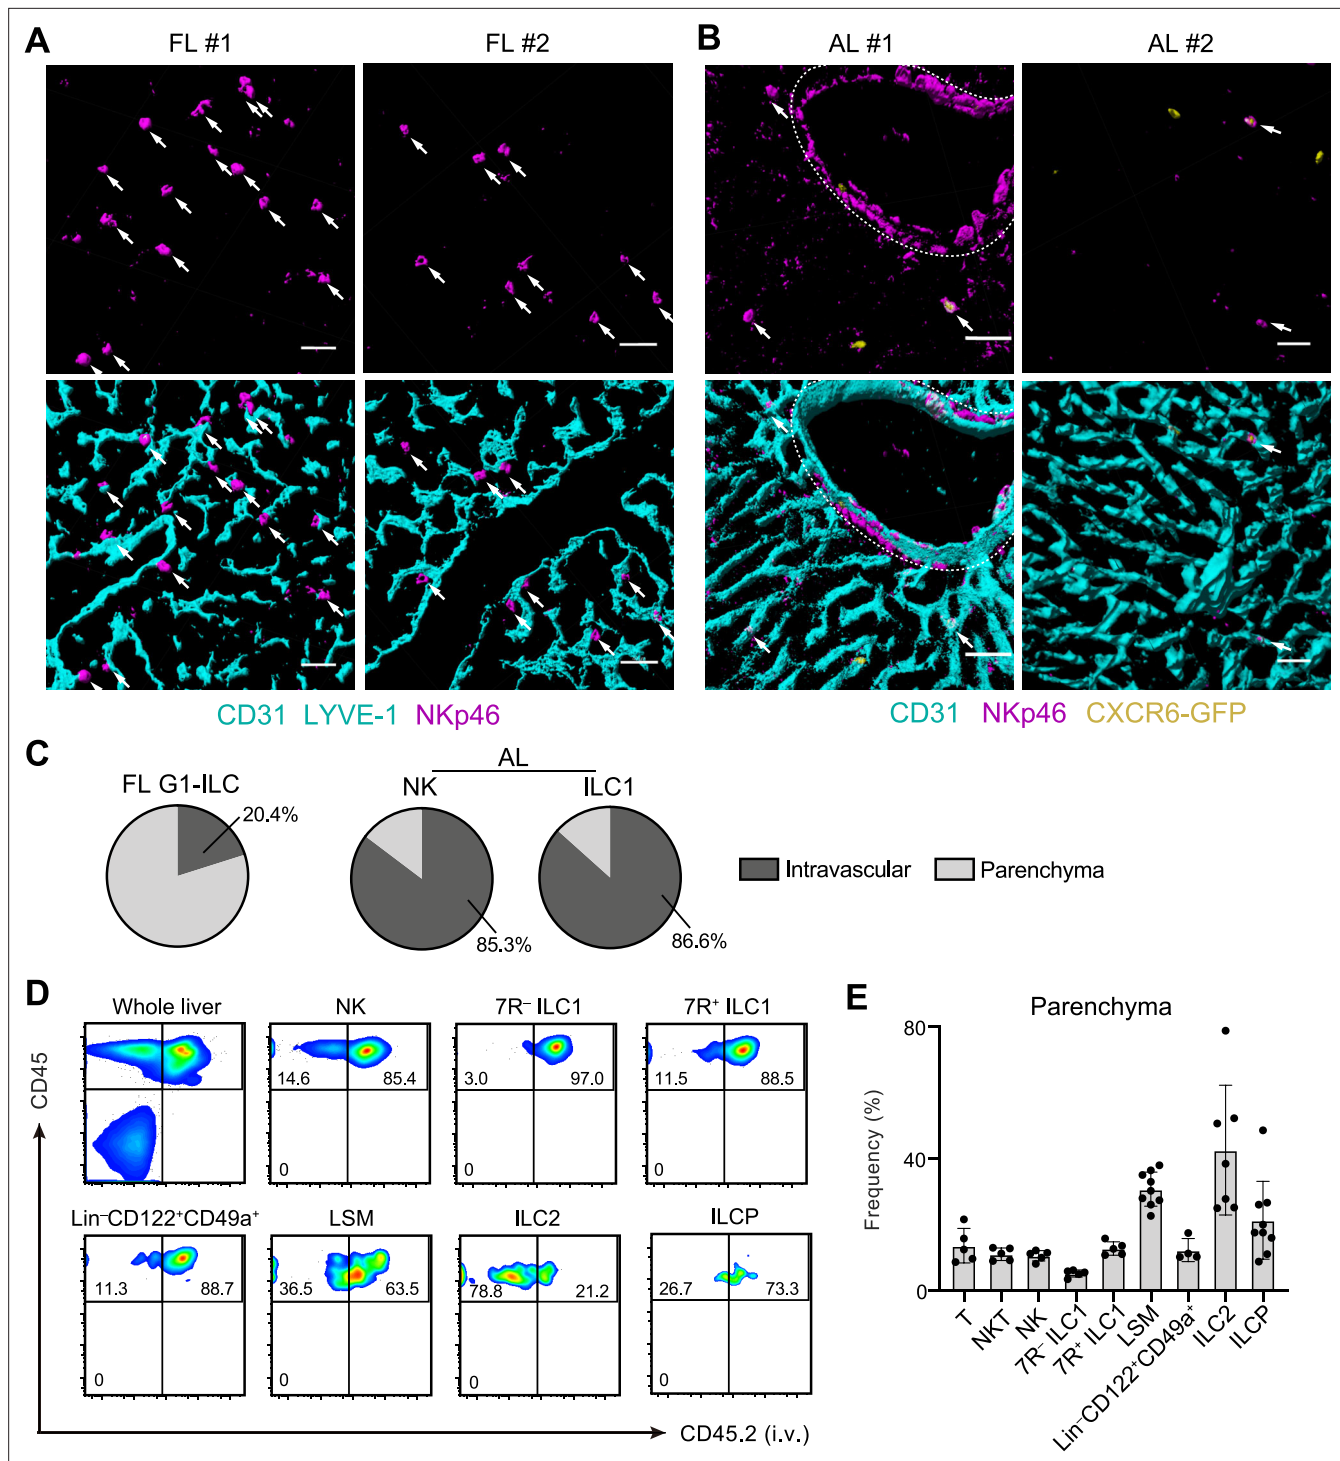 A
FL #1
FL #2
B
AL #1
AL #2
CD31 LYVE-1 NKp46
CD31 NKp46 CXCR6-GFP
C
FL G1-ILC
20.4%
AL
NK
85.3%
ILC1
86.6%
Intravascular
Parenchyma
D
Whole liver
NK
14.6
85.4
0
7R⁻ ILC1
3.0
97.0
0
7R⁺ ILC1
11.5
88.5
0
Lin⁻CD122⁺CD49a⁺
11.3
88.7
0
LSM
36.5
63.5
0
ILC2
78.8
21.2
0
ILCP
26.7
73.3
0
CD45
CD45.2 (i.v.)
E
Parenchyma
Frequency (%)
80
40
0
T
NKT
NK
7R⁻ ILC1
7R⁺ ILC1
LSM
Lin⁻CD122⁺CD49a⁺
ILC2
ILCP